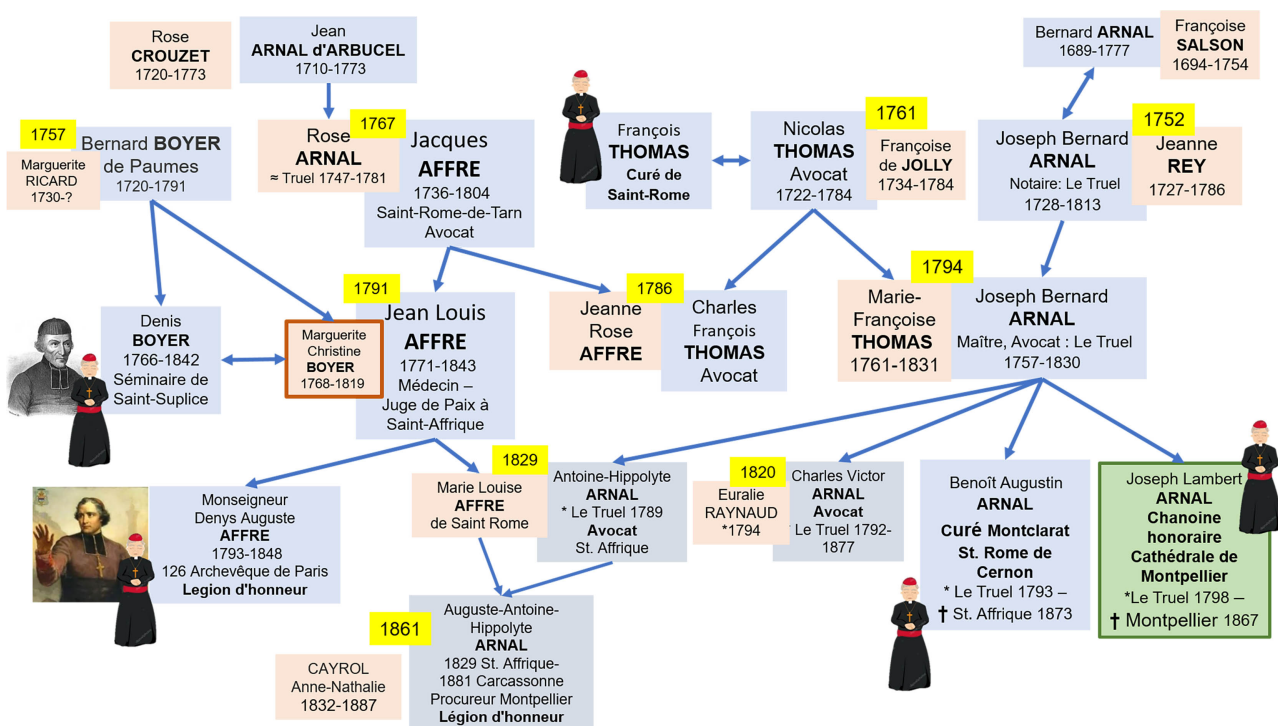 Rose
CROUZET
1720-1773
Jean
ARNAL d'ARBUCEL
1710-1773
Bernard ARNAL
1689-1777
Françoise
SALSON
1694-1754
1757
Bernard BOYER
de Paumes
1720-1791
Marguerite
RICARD
1730-?
1767
Rose
ARNAL
≈ Truel 1747-1781
Jacques
AFFRE
1736-1804
Saint-Rome-de-Tarn
Avocat
François
THOMAS
Curé de
Saint-Rome
1761
Nicolas
THOMAS
Avocat
1722-1784
Françoise
de JOLLY
1734-1784
1752
Joseph Bernard
ARNAL
Notaire: Le Truel
1728-1813
Jeanne
REY
1727-1786
Denis
BOYER
1766-1842
Séminaire de
Saint-Suplice
Marguerite
Christine
BOYER
1768-1819
1791
Jean Louis
AFFRE
1771-1843
Médecin –
Juge de Paix à
Saint-Affrique
1786
Jeanne
Rose
AFFRE
Charles
François
THOMAS
Avocat
1794
Marie-
Françoise
THOMAS
1761-1831
Joseph Bernard
ARNAL
Maître, Avocat : Le Truel
1757-1830
Monseigneur
Denys Auguste
AFFRE
1793-1848
126 Archevêque de Paris
Legion d'honneur
1829
Marie Louise
AFFRE
de Saint Rome
Antoine-Hippolyte
ARNAL
* Le Truel 1789
Avocat
St. Affrique
1820
Euralie
RAYNAUD
*1794
Charles Victor
ARNAL
Avocat
* Le Truel 1792-
1877
Benoît Augustin
ARNAL
Curé Montclarat
St. Rome de
Cernon
* Le Truel 1793 –
† St. Affrique 1873
Joseph Lambert
ARNAL
Chanoine
honoraire
Cathédrale de
Montpellier
*Le Truel 1798 –
† Montpellier 1867
1861
CAYROL
Anne-Nathalie
1832-1887
Auguste-Antoine-
Hippolyte
ARNAL
1829 St. Affrique-
1881 Carcassonne
Procureur Montpellier
Légion d'honneur